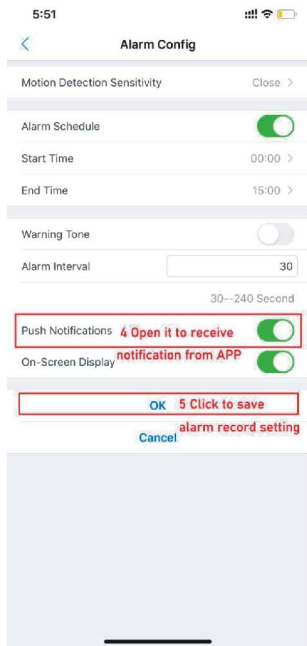 5:51
Alarm Config
Motion Detection Sensitivity Close >
Alarm Schedule
Start Time 00:00 >
End Time 15:00 >
Warning Tone
Alarm Interval 30
30--240 Second
Push Notifications 4 Open it to receive
notification from APP
On-Screen Display
OK 5 Click to save
alarm record setting
Cancel